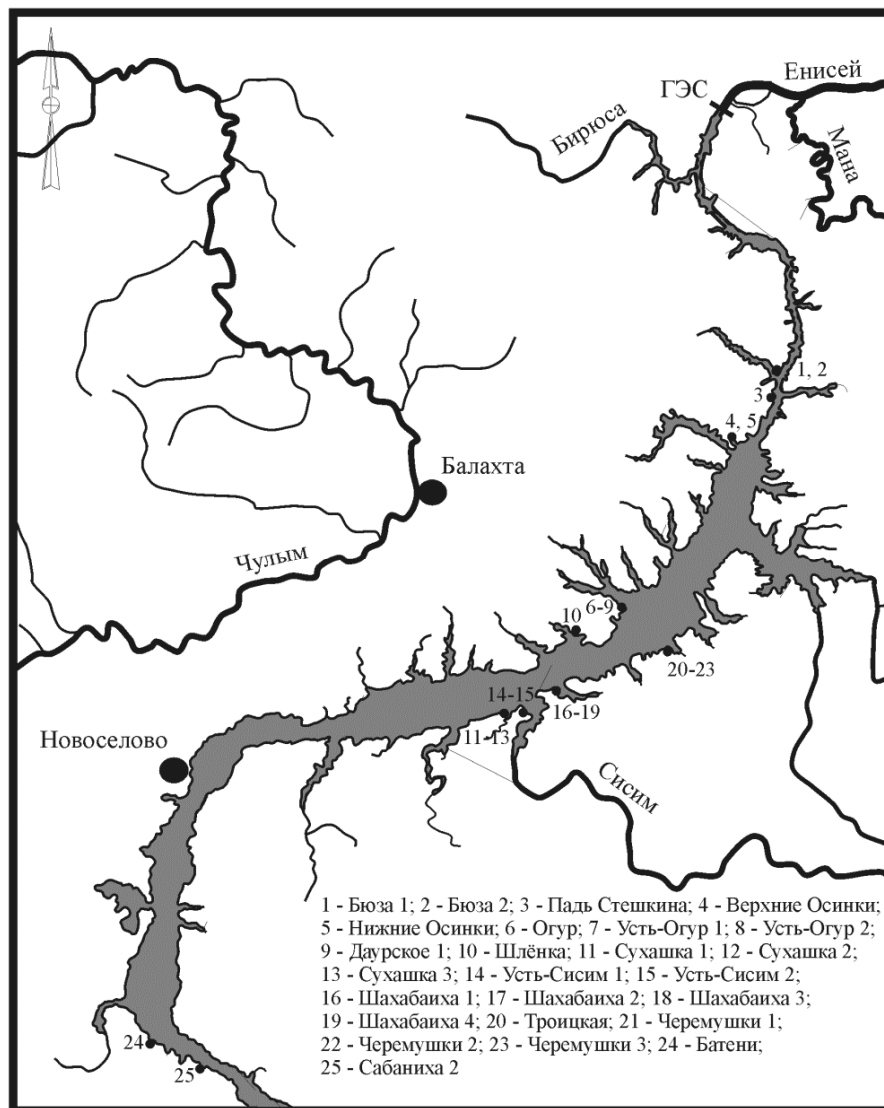 Енисей
ГЭС
Бирюса
Мана
1, 2
3
4, 5
Балахта
Чулым
6-9
10
20-23
14-15
16-19
11-13
Новоселово
Сисим
1 - Бюза 1; 2 - Бюза 2; 3 - Падь Стешкина; 4 - Верхние Осинки;
5 - Нижние Осинки; 6 - Огур; 7 - Усть-Огур 1; 8 - Усть-Огур 2;
9 - Даурское 1; 10 - Шлёнка; 11 - Сухашка 1; 12 - Сухашка 2;
13 - Сухашка 3; 14 - Усть-Сисим 1; 15 - Усть-Сисим 2;
16 - Шахабаиха 1; 17 - Шахабаиха 2; 18 - Шахабаиха 3;
19 - Шахабаиха 4; 20 - Троицкая; 21 - Черемушки 1;
22 - Черемушки 2; 23 - Черемушки 3; 24 - Батени;
25 - Сабаниха 2
24
25